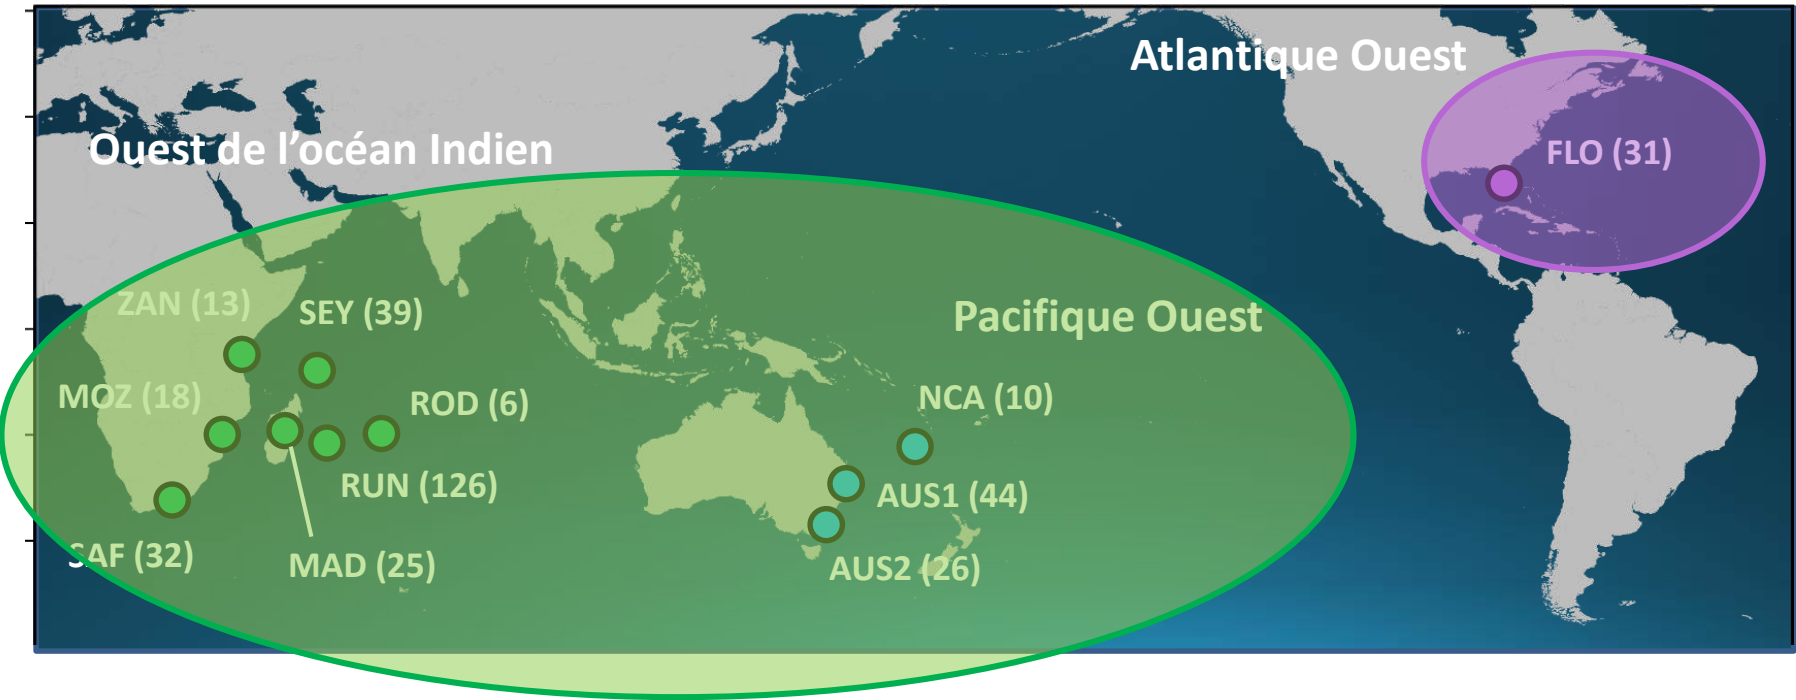 Atlantique Ouest
Ouest de l'océan Indien
FLO (31)
ZAN (13)
SEY (39)
Pacifique Ouest
MOZ (18)
ROD (6)
NCA (10)
RUN (126)
AUS1 (44)
SAF (32)
MAD (25)
AUS2 (26)